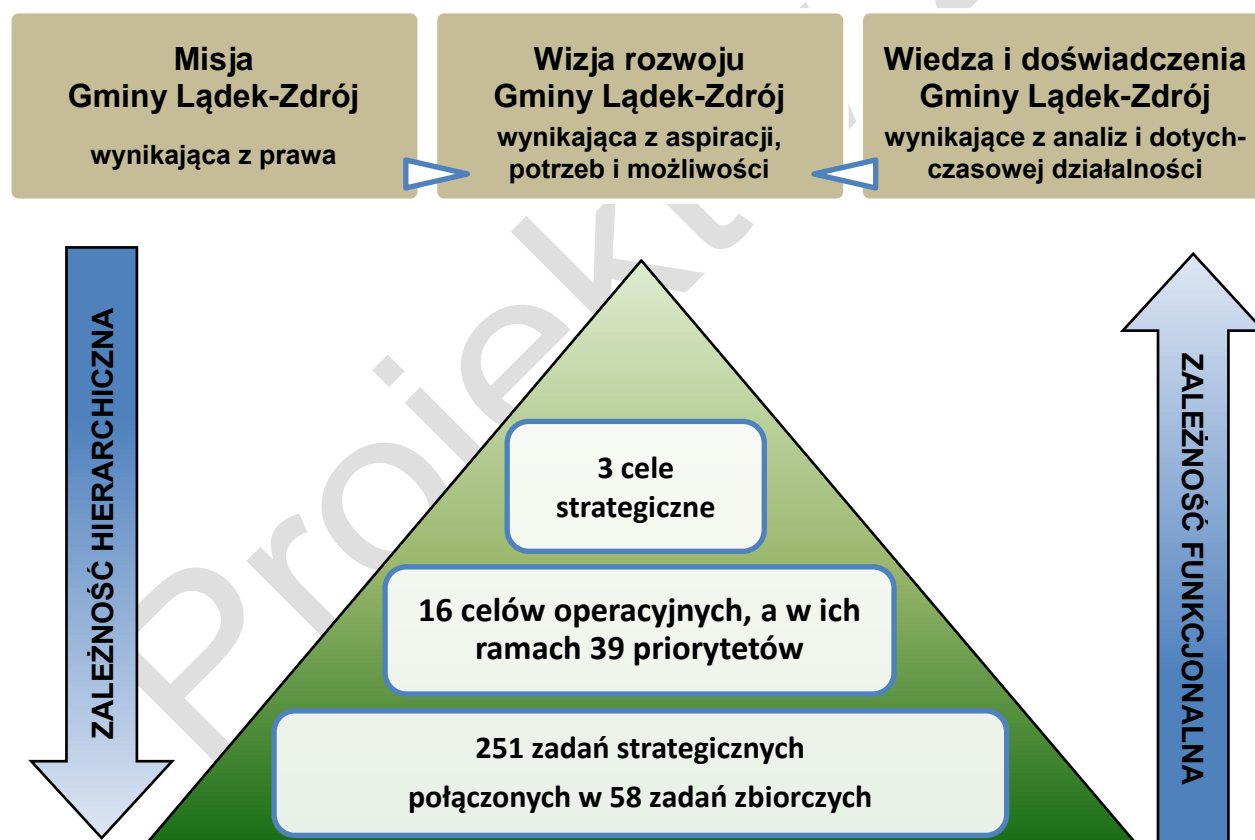 Misja
Gminy Lądek-Zdrój
wynikająca z prawa
Wizja rozwoju
Gminy Lądek-Zdrój
wynikająca z aspiracji,
potrzeb i możliwości
Wiedza i doświadczenia
Gminy Lądek-Zdrój
wynikające z analiz i dotych-
czasowej działalności
ZALEŻNOŚĆ HIERARCHICZNA
3 cele
strategiczne
16 celów operacyjnych, a w ich
ramach 39 priorytetów
251 zadań strategicznych
połączonych w 58 zadań zbiorczych
ZALEŻNOŚĆ FUNKCJONALNA
Projekt